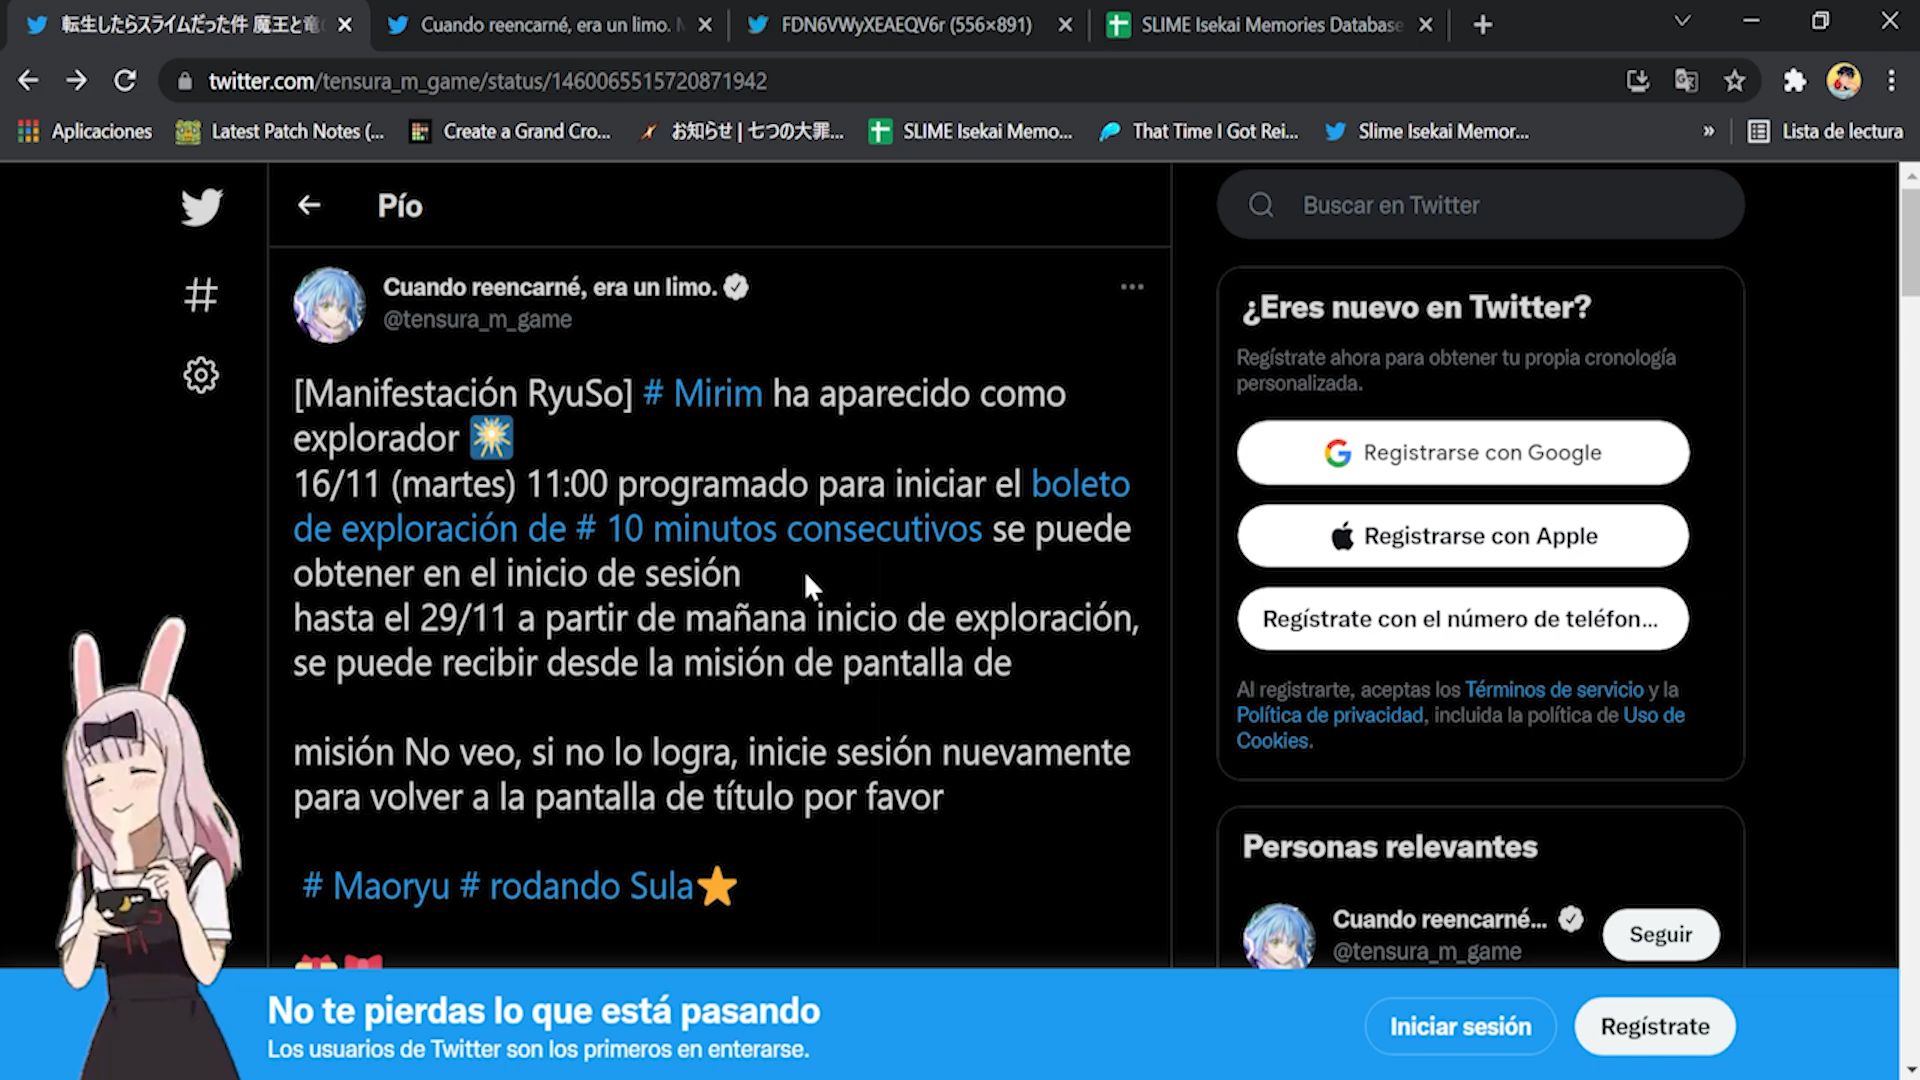 転生したらスライムだった件 魔王と竜
Cuando reencarné, era un limo.
FDN6VWyXEAEQV6r (556×891)
SLIME Isekai Memories Database
twitter.com/tensura_m_game/status/1460065515720871942
Aplicaciones
Latest Patch Notes (...
Create a Grand Cro...
お知らせ | 七つの大罪...
SLIME Isekai Memo...
That Time I Got Rei...
Slime Isekai Memor...
»
Lista de lectura
Pío
Buscar en Twitter
Cuando reencarné, era un limo.
@tensura_m_game
[Manifestación RyuSo] # Mirim ha aparecido como
explorador
16/11 (martes) 11:00 programado para iniciar el boleto
de exploración de # 10 minutos consecutivos se puede
obtener en el inicio de sesión
hasta el 29/11 a partir de mañana inicio de exploración,
se puede recibir desde la misión de pantalla de
misión No veo, si no lo logra, inicie sesión nuevamente
para volver a la pantalla de título por favor
# Maoryu # rodando Sula
¿Eres nuevo en Twitter?
Regístrate ahora para obtener tu propia cronología
personalizada.
Registrarse con Google
Registrarse con Apple
Regístrate con el número de teléfon...
Al registrarte, aceptas los Términos de servicio y la
Política de privacidad, incluida la política de Uso de
Cookies.
Personas relevantes
Cuando reencarné...
@tensura_m_game
Seguir
No te pierdas lo que está pasando
Los usuarios de Twitter son los primeros en enterarse.
Iniciar sesión
Regístrate